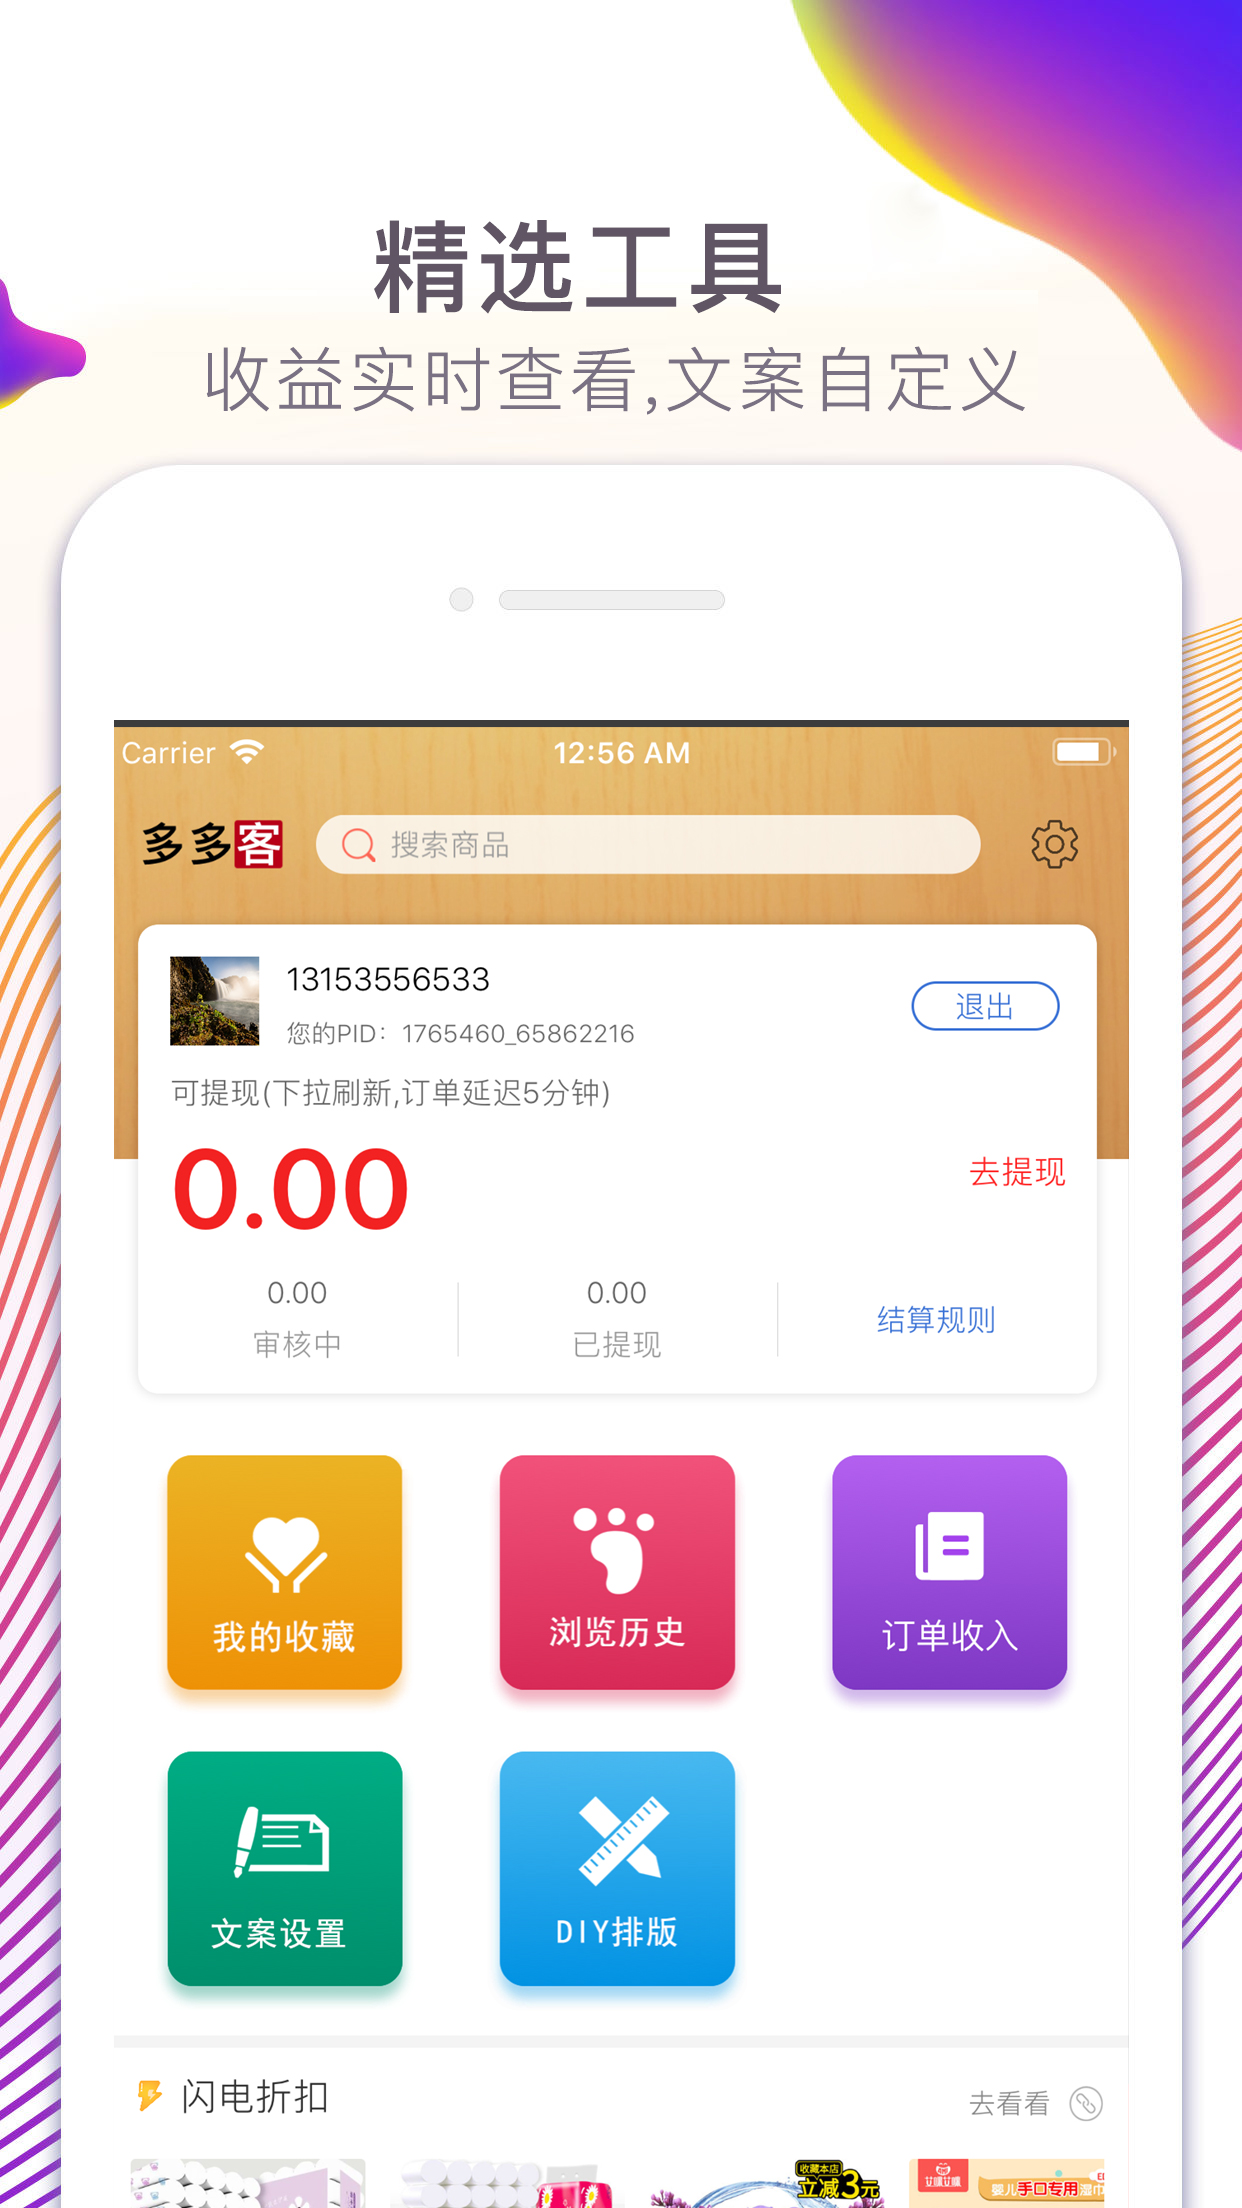 精选工具
收益实时查看,文案自定义
Carrier 12:56 AM
多多客 搜索商品
13153556533
您的PID：1765460_65862216
退出
可提现(下拉刷新,订单延迟5分钟)
0.00
去提现
0.00 0.00
审核中 已提现 结算规则
我的收藏 浏览历史 订单收入
文案设置 DIY排版
闪电折扣 去看看
收藏本店
立减3元
婴儿手口专用湿巾